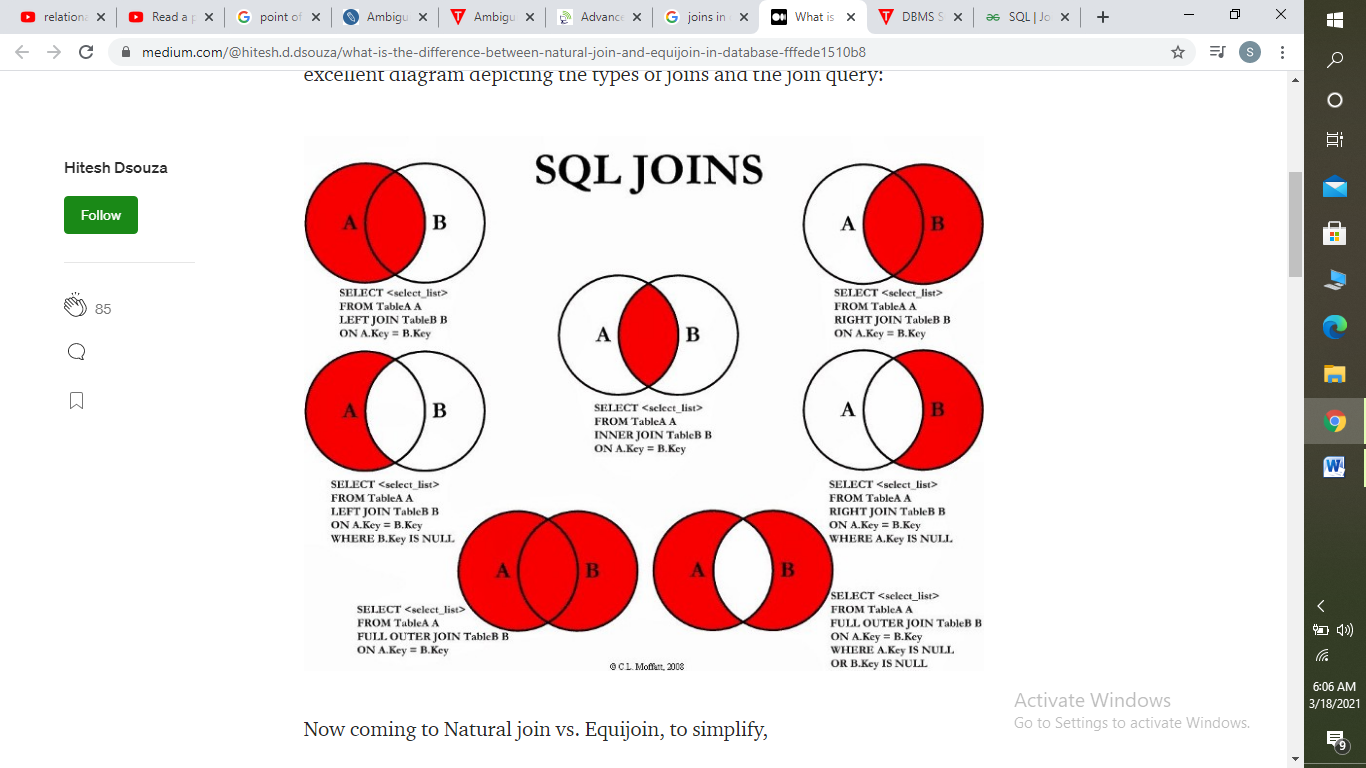 relationa
Read a p
point of
Ambigu
Ambigu
Advance
joins in
What is
DBMS S
SQL | Jo
medium.com/@hitesh.d.dsouza/what-is-the-difference-between-natural-join-and-equijoin-in-database-fffede1510b8
S
excellent diagram depicting the types of joins and the join query:
Hitesh Dsouza
Follow
85
SQL JOINS
A
B
SELECT <select_list>
FROM TableA A
LEFT JOIN TableB B
ON A.Key = B.Key
A
B
SELECT <select_list>
FROM TableA A
RIGHT JOIN TableB B
ON A.Key = B.Key
A
B
SELECT <select_list>
FROM TableA A
INNER JOIN TableB B
ON A.Key = B.Key
A
B
SELECT <select_list>
FROM TableA A
LEFT JOIN TableB B
ON A.Key = B.Key
WHERE B.Key IS NULL
A
B
SELECT <select_list>
FROM TableA A
RIGHT JOIN TableB B
ON A.Key = B.Key
WHERE A.Key IS NULL
A
B
SELECT <select_list>
FROM TableA A
FULL OUTER JOIN TableB B
ON A.Key = B.Key
A
B
SELECT <select_list>
FROM TableA A
FULL OUTER JOIN TableB B
ON A.Key = B.Key
WHERE A.Key IS NULL
OR B.Key IS NULL
© C.L. Moffatt, 2008
Now coming to Natural join vs. Equijoin, to simplify,
Activate Windows
Go to Settings to activate Windows.
6:06 AM
3/18/2021
9